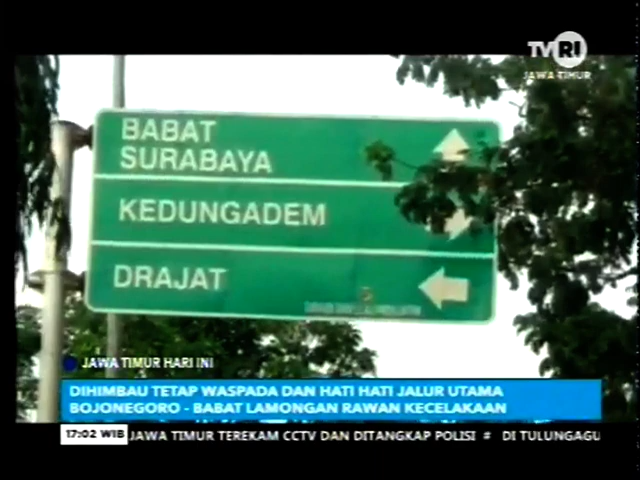 TVRI
JAWA TIMUR
BABAT
SURABAYA
KEDUNGADEM
DRAJAT
JAWA TIMUR HARI INI
DIHIMBAU TETAP WASPADA DAN HATI HATI JALUR UTAMA
BOJONEGORO - BABAT LAMONGAN RAWAN KECELAKAAN
17:02 WIB JAWA TIMUR TEREKAM CCTV DAN DITANGKAP POLISI # DI TULUNGAGU